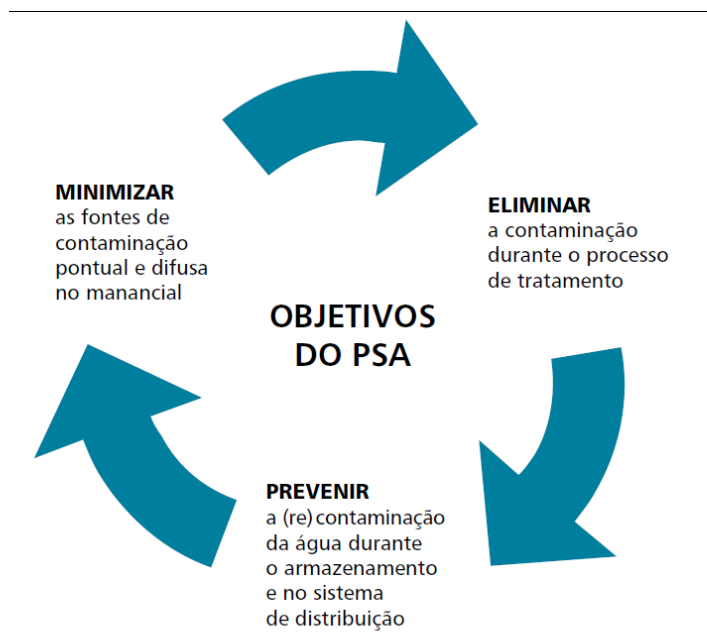 MINIMIZAR
as fontes de
contaminação
pontual e difusa
no manancial
ELIMINAR
a contaminação
durante o processo
de tratamento
OBJETIVOS
DO PSA
PREVENIR
a (re)contaminação
da água durante
o armazenamento
e no sistema
de distribuição